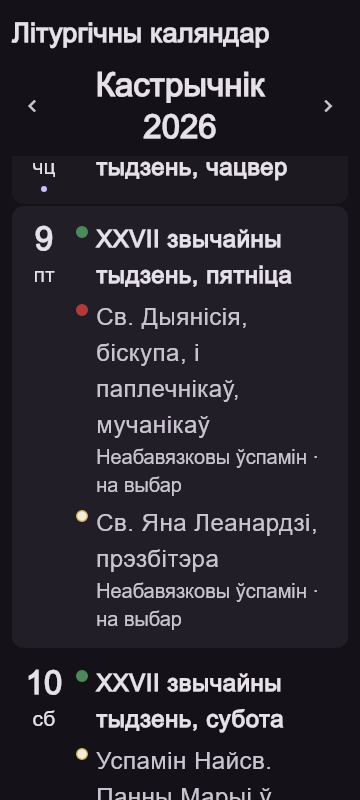 Літургічны каляндар
Кастрычнік
2026
чц
тыдзень, чацвер
9
XXVII звычайны
пт
тыдзень, пятніца
Св. Дыянісія,
біскупа, і
паплечнікаў,
мучанікаў
Неабавязковы ўспамін ·
на выбар
Св. Яна Леанардзі,
прэзбітэра
Неабавязковы ўспамін ·
на выбар
10
XXVII звычайны
сб
тыдзень, субота
Успамін Найсв.
Панны Марыі ў